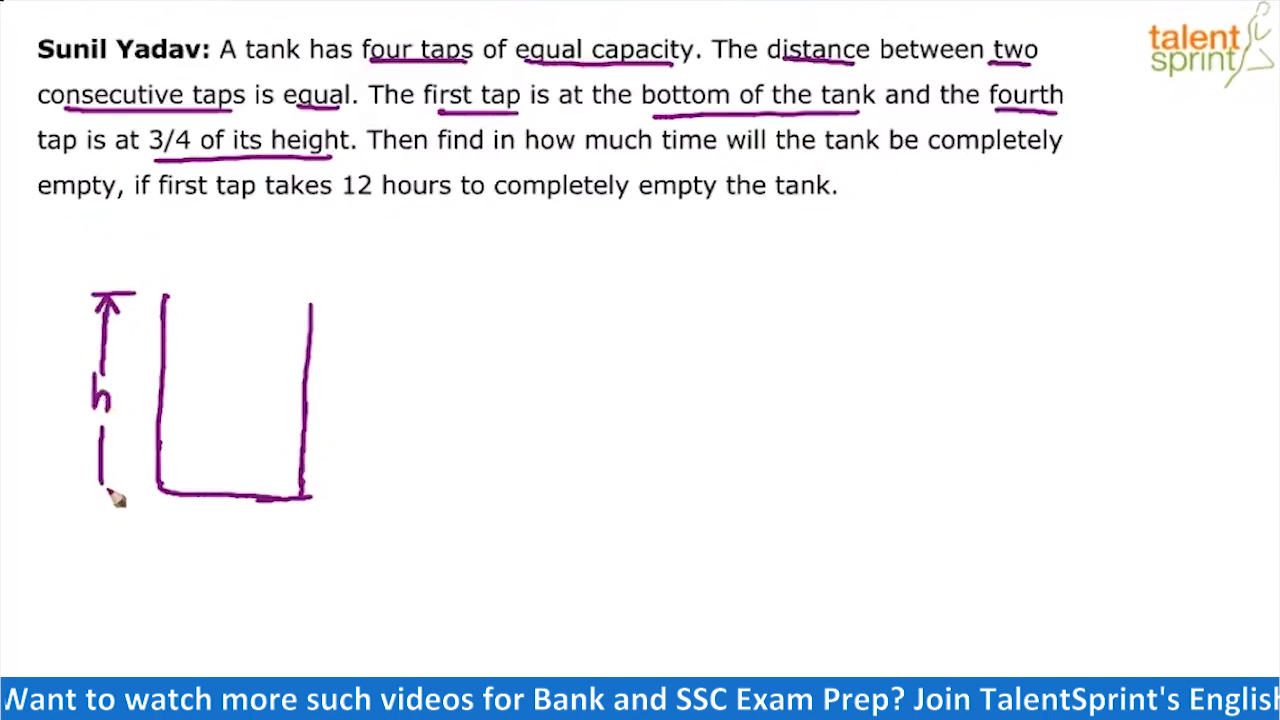 talent
sprint
Sunil Yadav: A tank has four taps of equal capacity. The distance between two
consecutive taps is equal. The first tap is at the bottom of the tank and the fourth
tap is at 3/4 of its height. Then find in how much time will the tank be completely
empty, if first tap takes 12 hours to completely empty the tank.
h
Want to watch more such videos for Bank and SSC Exam Prep? Join TalentSprint's English